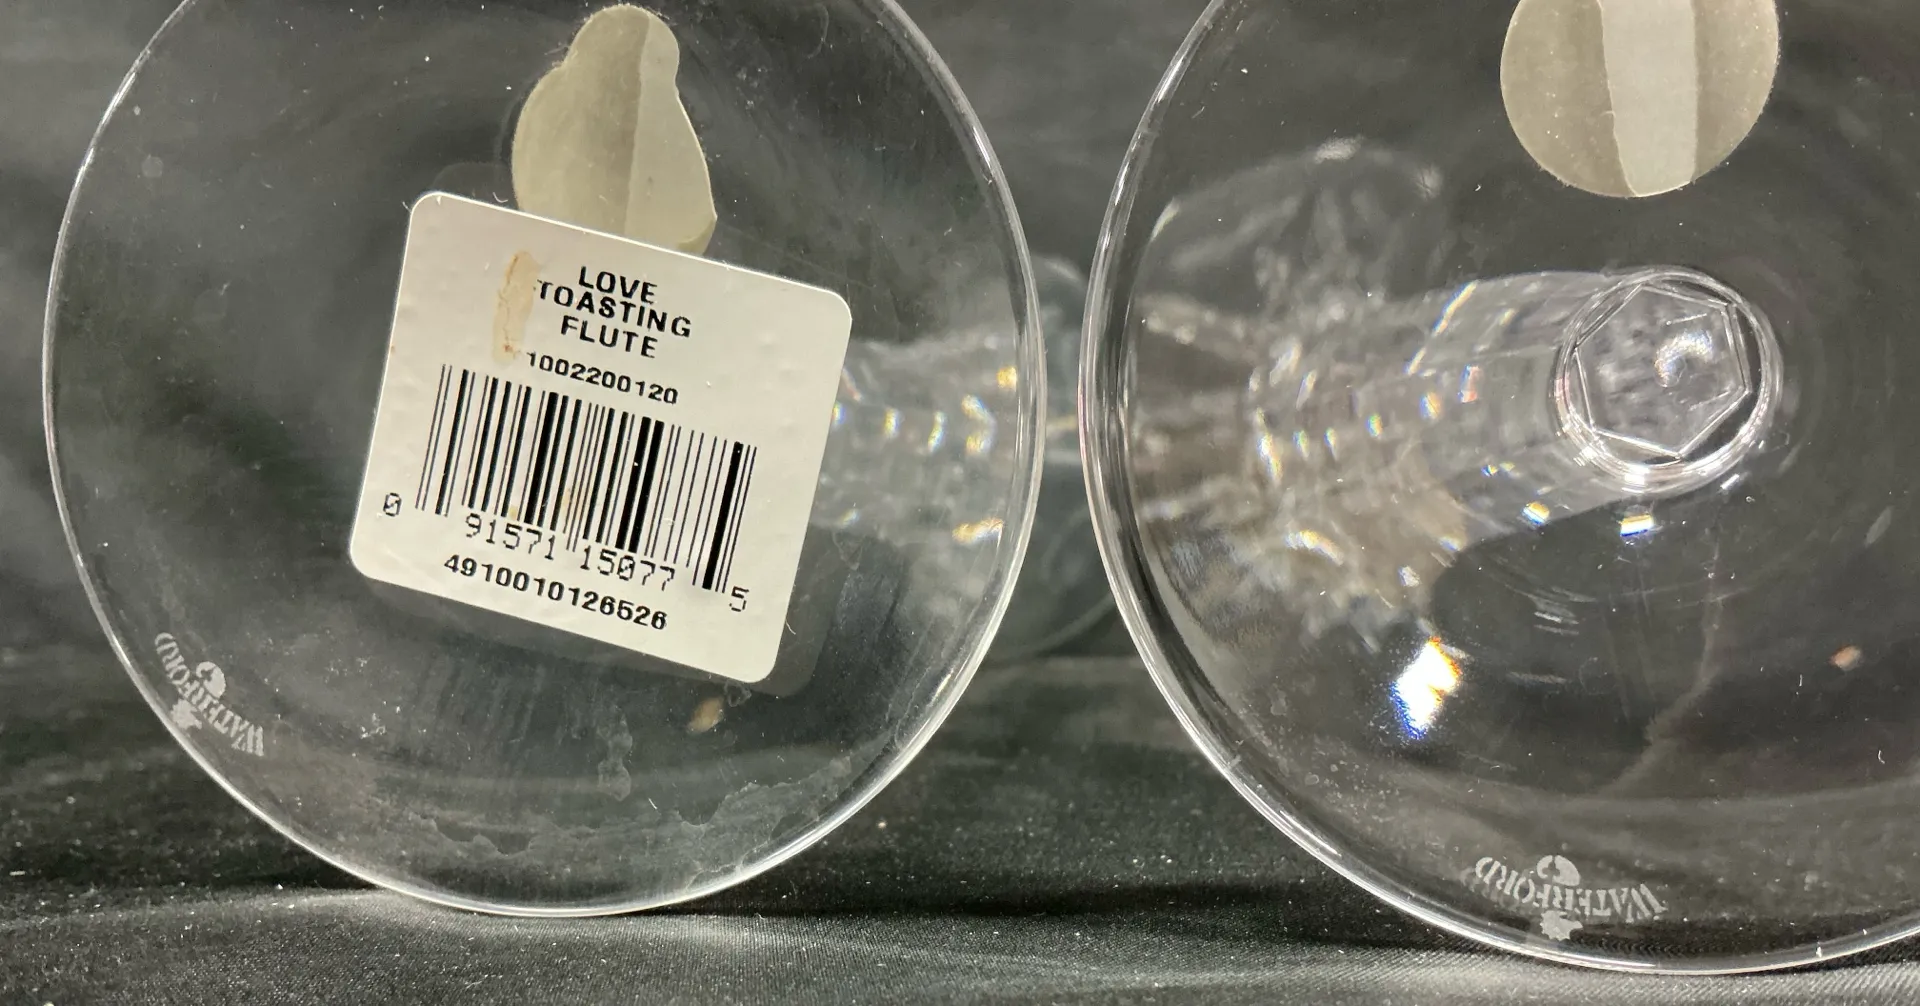 LOVE
TOASTING
FLUTE
1002200120
0 91571 15077 5
4910010126526
WATERFORD
WATERFORD